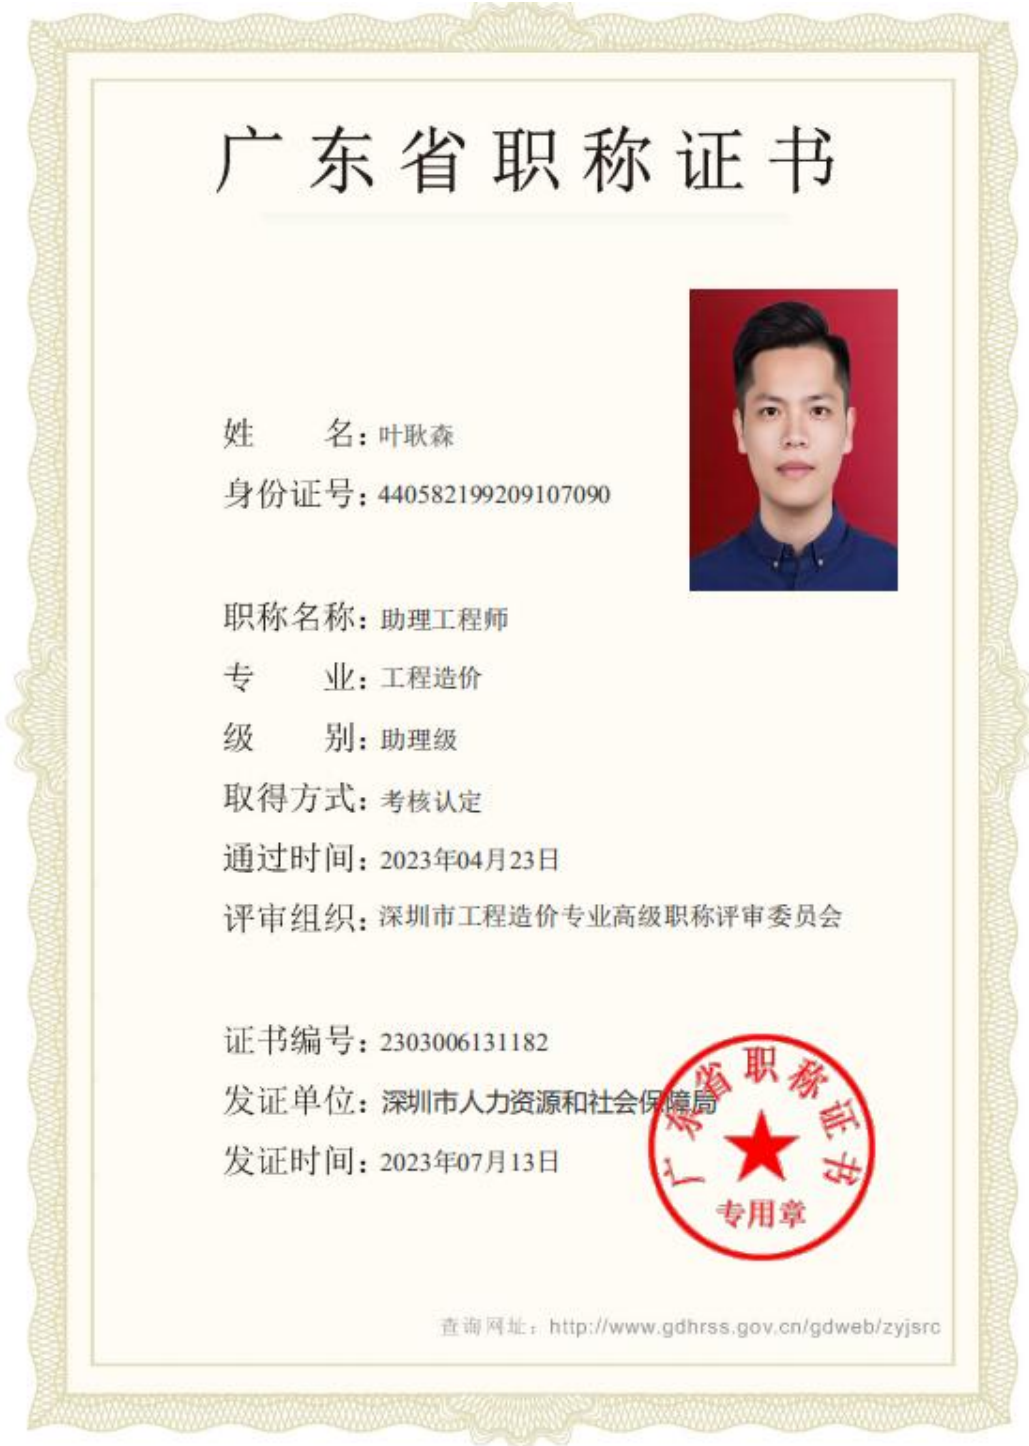 广东省职称证书
姓　　名：叶耿森
身份证号：440582199209107090
职称名称：助理工程师
专　　业：工程造价
级　　别：助理级
取得方式：考核认定
通过时间：2023年04月23日
评审组织：深圳市工程造价专业高级职称评审委员会
证书编号：2303006131182
发证单位：深圳市人力资源和社会保障局
发证时间：2023年07月13日
广东省职称证书
专用章
查询网址：http://www.gdhrss.gov.cn/gdweb/zyjsrc